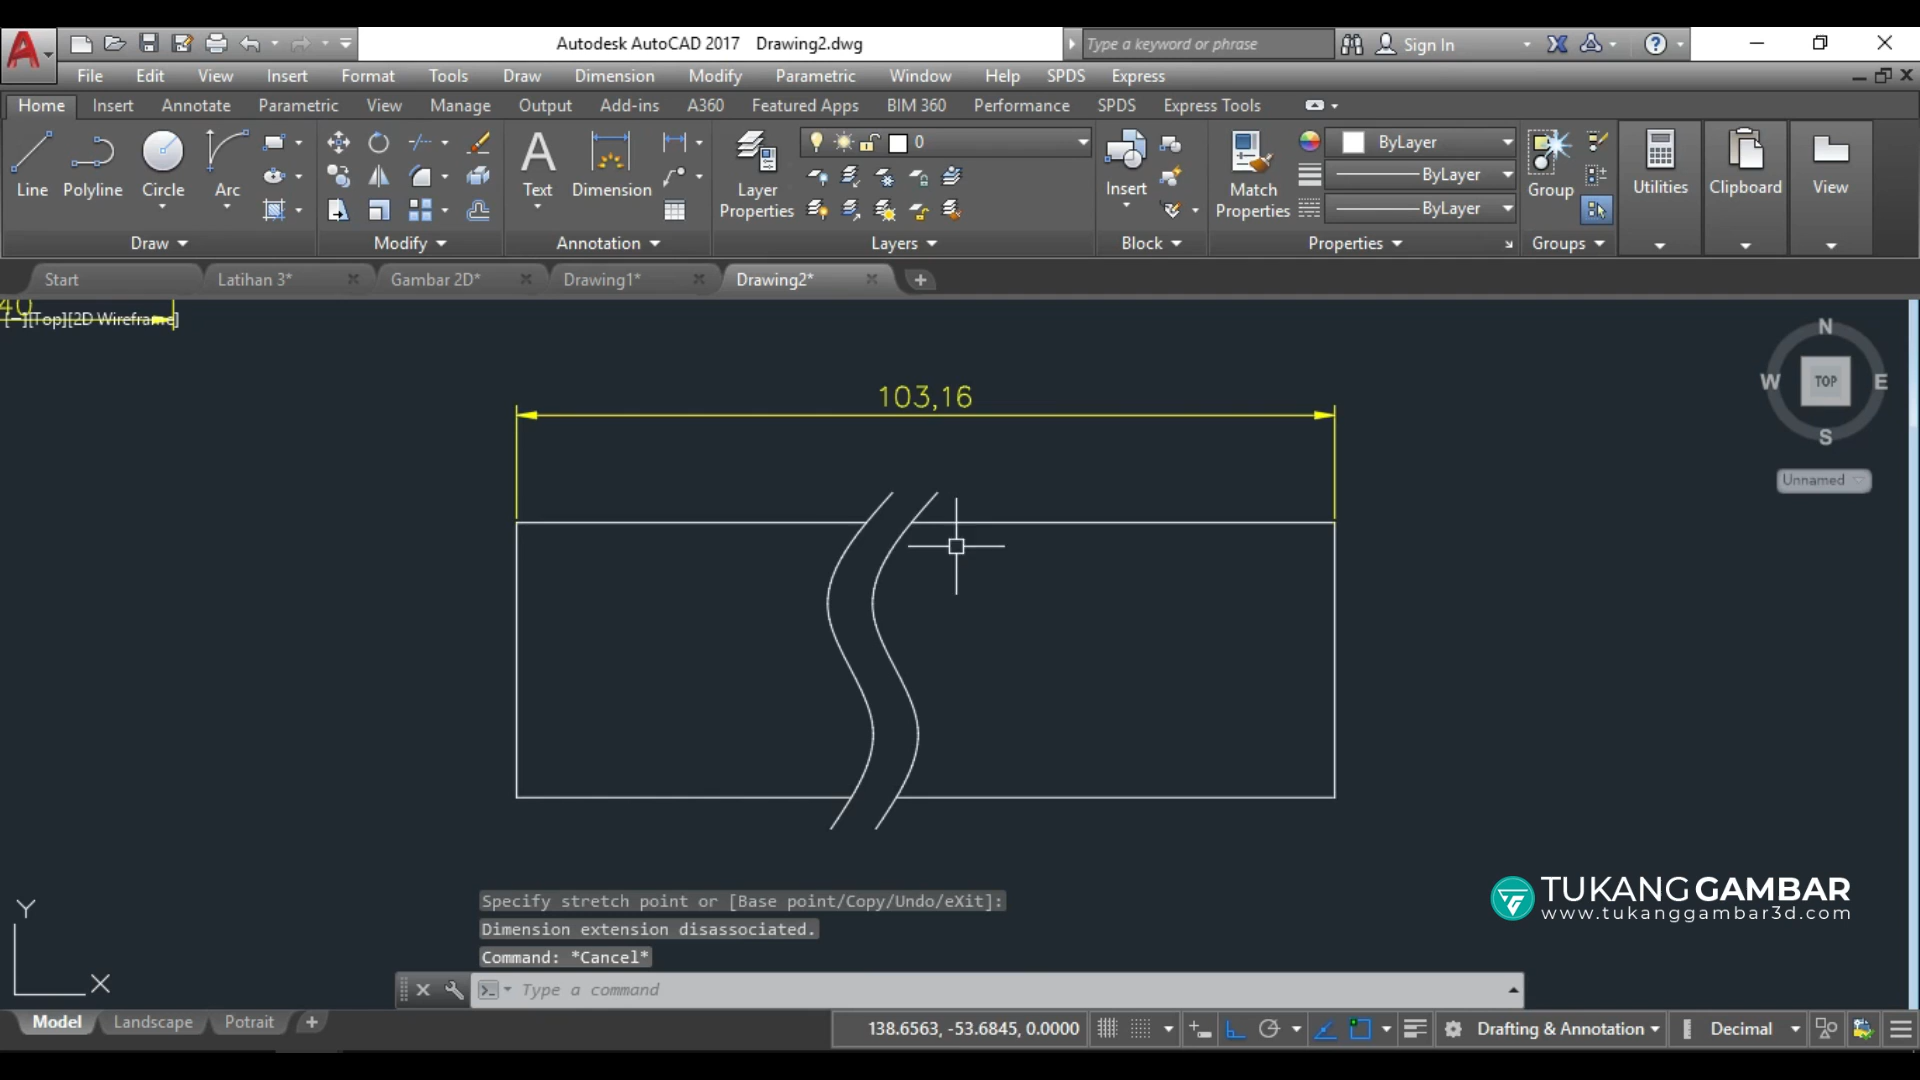 Autodesk AutoCAD 2017 Drawing2.dwg
Type a keyword or phrase
Sign In
File Edit View Insert Format Tools Draw Dimension Modify Parametric Window Help SPDS Express
Home Insert Annotate Parametric View Manage Output Add-ins A360 Featured Apps BIM 360 Performance SPDS Express Tools
0
ByLayer
ByLayer
ByLayer
Line Polyline Circle Arc
Text Dimension
Layer Properties
Insert
Match Properties
Group
Utilities Clipboard View
Draw Modify Annotation Layers Block Properties Groups
Start Latihan 3* Gambar 2D* Drawing1* Drawing2*
40
[−][Top][2D Wireframe]
N
W TOP E
S
Unnamed
103,16
TUKANG GAMBAR
www.tukanggambar3d.com
Specify stretch point or [Base point/Copy/Undo/eXit]:
Dimension extension disassociated.
Command: *Cancel*
Type a command
Y
X
Model Landscape Potrait
138.6563, -53.6845, 0.0000
Drafting & Annotation
Decimal